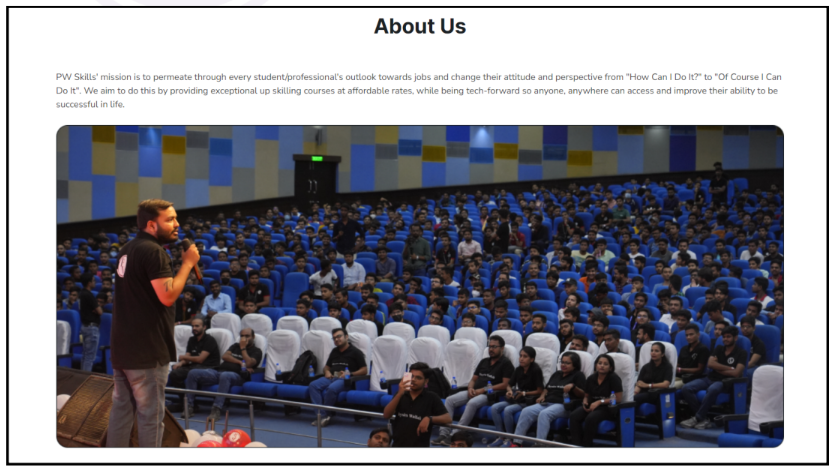 About Us
PW Skills' mission is to permeate through every student/professional's outlook towards jobs and change their attitude and perspective from "How Can I Do It?" to "Of Course I Can
Do It". We aim to do this by providing exceptional up skilling courses at affordable rates, while being tech-forward so anyone, anywhere can access and improve their ability to be
successful in life.